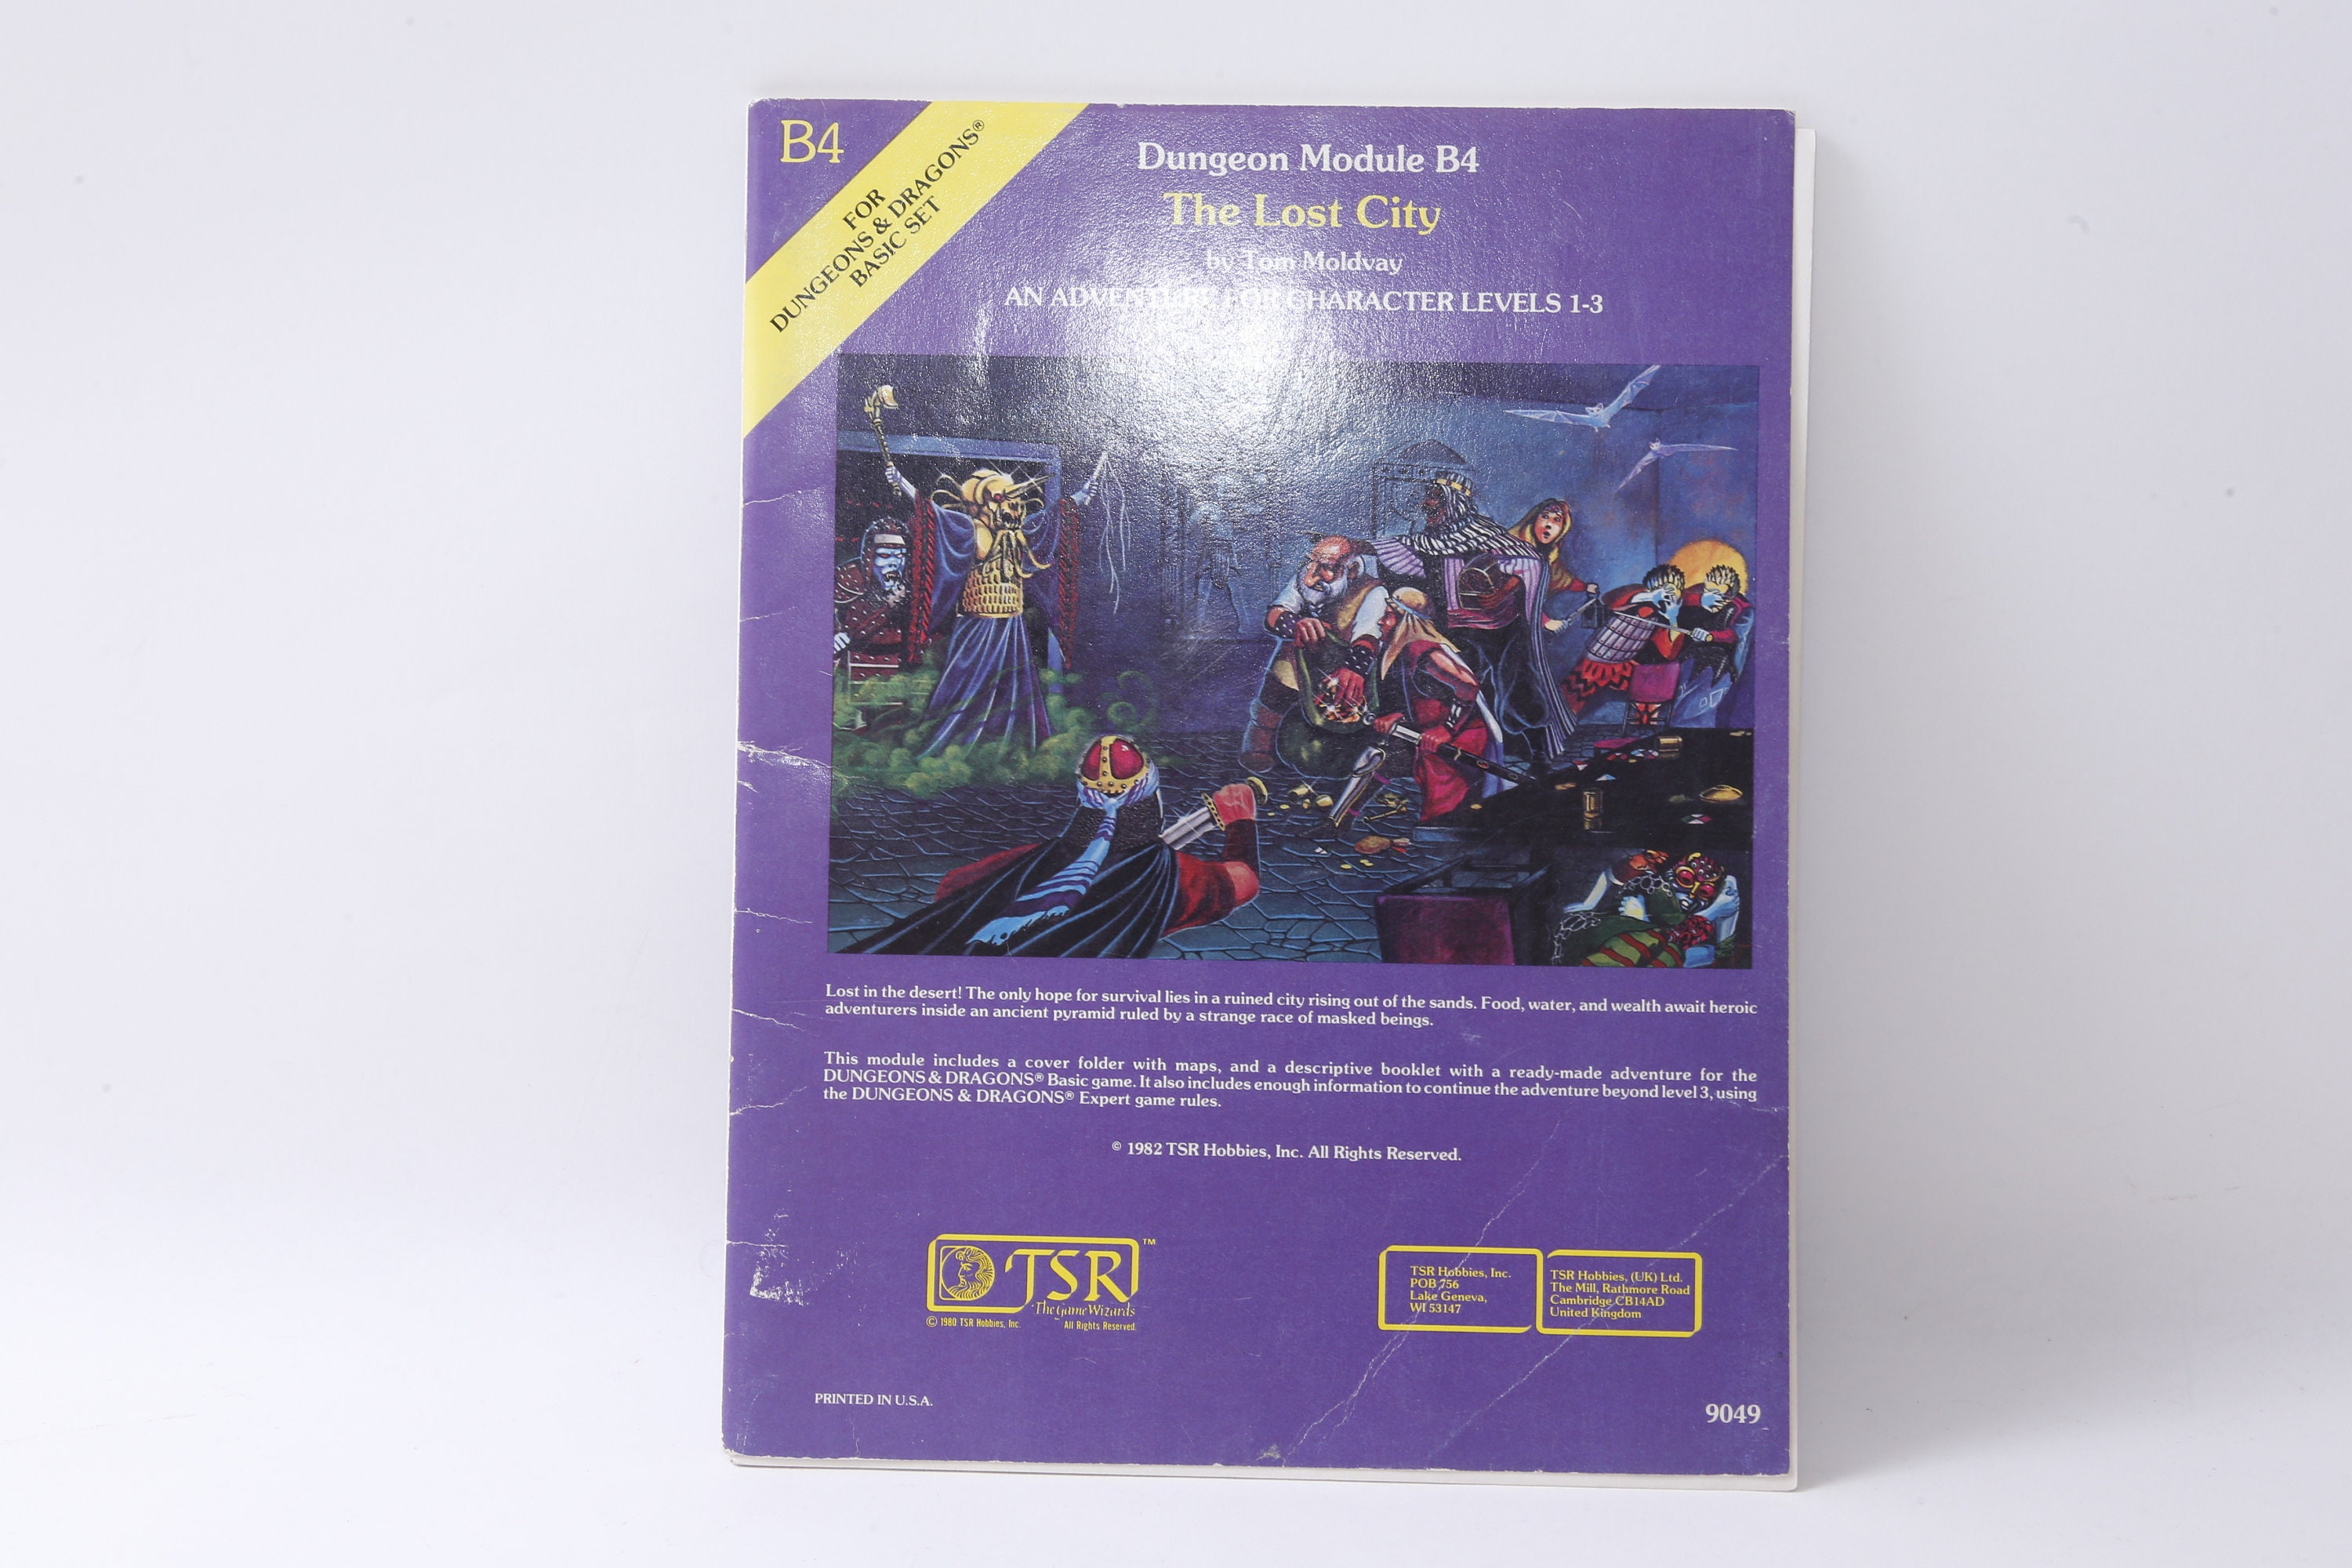 B4
FOR
DUNGEONS & DRAGONS®
BASIC SET
Dungeon Module B4
The Lost City
by Tom Moldvay
AN ADVENTURE FOR CHARACTER LEVELS 1-3
Lost in the desert! The only hope for survival lies in a ruined city rising out of the sands. Food, water, and wealth await heroic
adventurers inside an ancient pyramid ruled by a strange race of masked beings.
This module includes a cover folder with maps, and a descriptive booklet with a ready-made adventure for the
DUNGEONS & DRAGONS® Basic game. It also includes enough information to continue the adventure beyond level 3, using
the DUNGEONS & DRAGONS® Expert game rules.
© 1982 TSR Hobbies, Inc. All Rights Reserved.
TSR™
The Game Wizards
© 1980 TSR Hobbies, Inc. All Rights Reserved.
TSR Hobbies, Inc.
POB 756
Lake Geneva,
WI 53147
TSR Hobbies, (UK) Ltd.
The Mill, Rathmore Road
Cambridge CB14AD
United Kingdom
PRINTED IN U.S.A.
9049